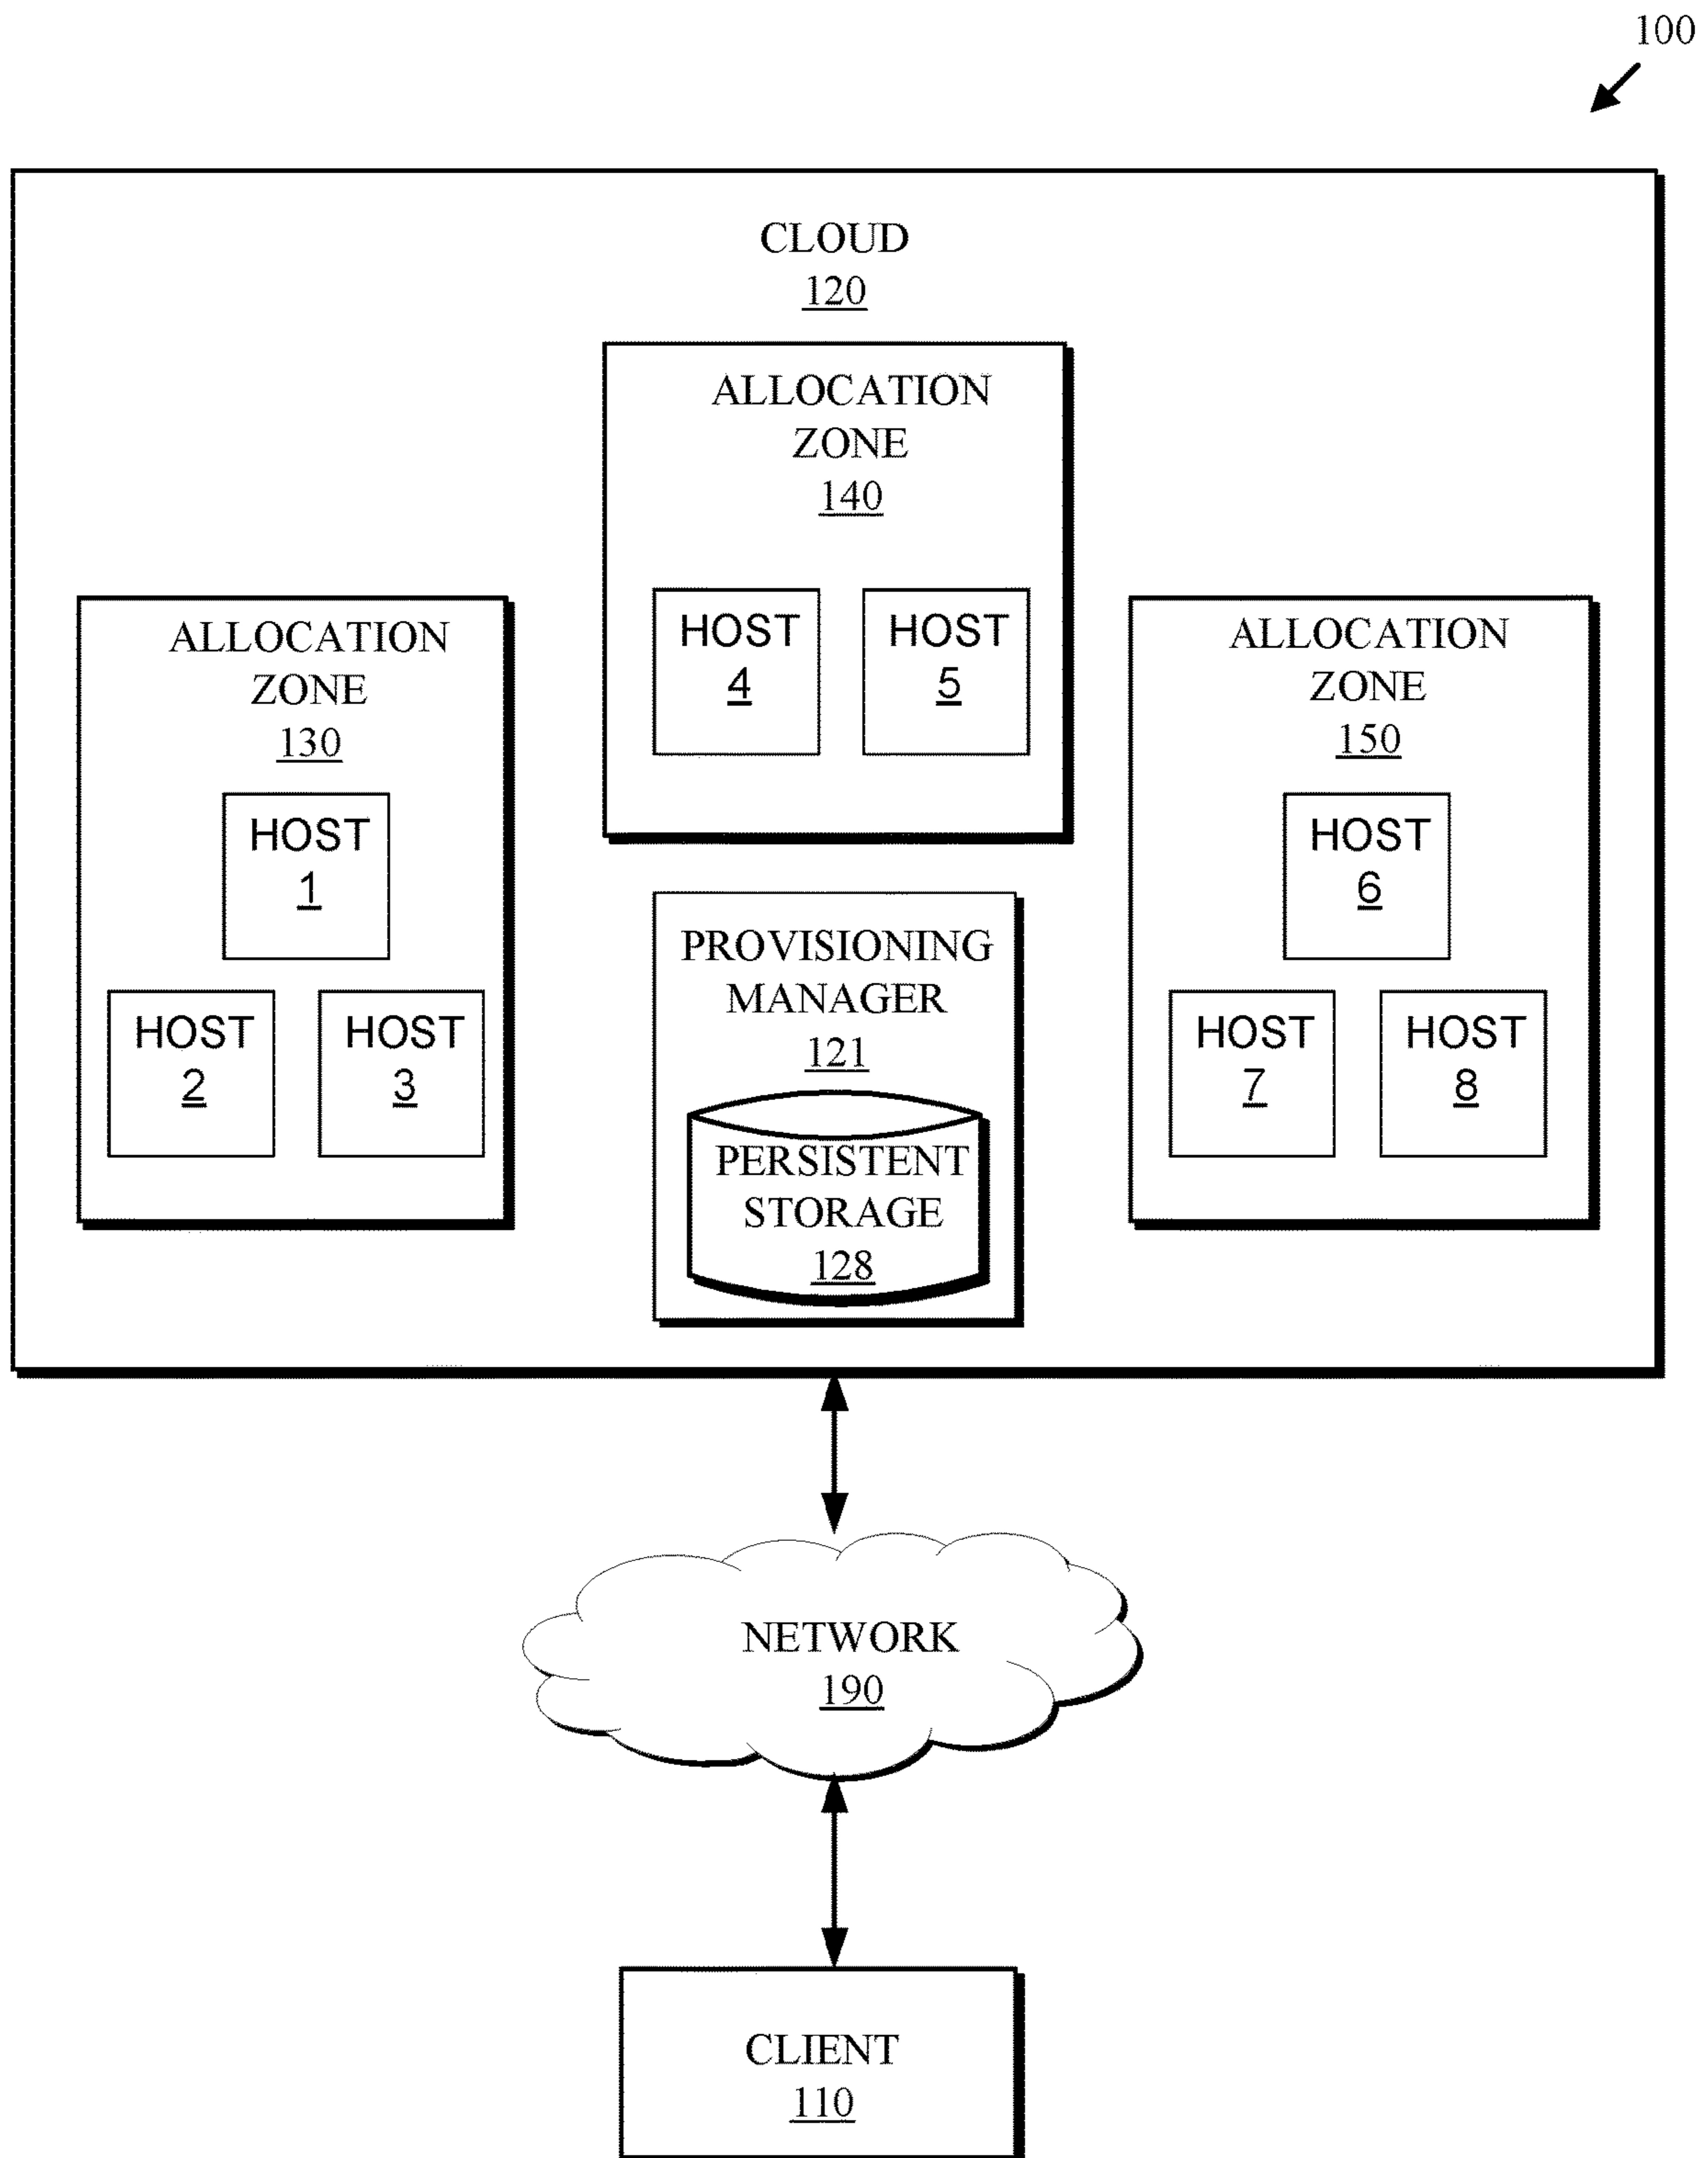 100
CLOUD
120
ALLOCATION
ZONE
140
HOST
4
HOST
5
ALLOCATION
ZONE
130
HOST
1
HOST
2
HOST
3
ALLOCATION
ZONE
150
HOST
6
HOST
7
HOST
8
PROVISIONING
MANAGER
121
PERSISTENT
STORAGE
128
NETWORK
190
CLIENT
110